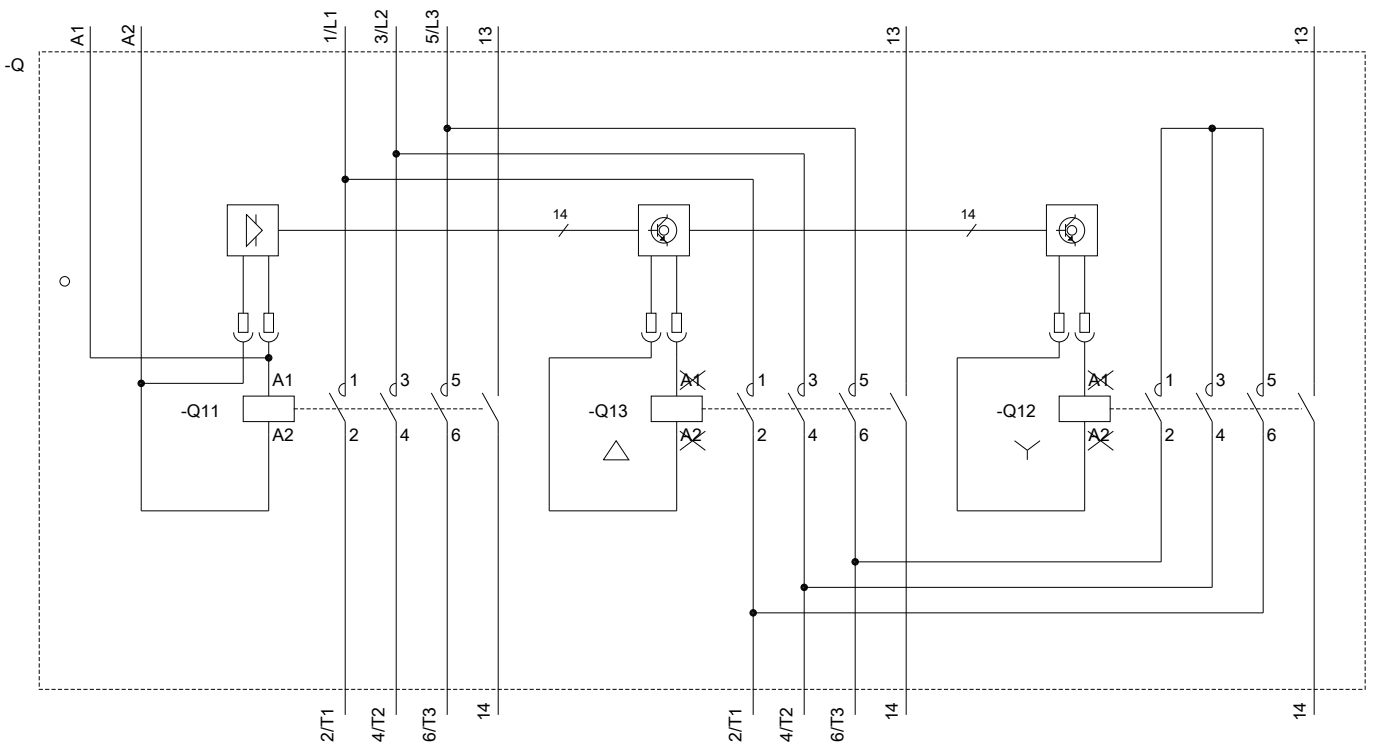 A1 A2 1/L1 3/L2 5/L3 13 13 13
-Q
14 14
A1 1 3 5 A1 1 3 5 A1 1 3 5
-Q11 -Q13 -Q12
A2 2 4 6 A2 2 4 6 A2 2 4 6
2/T1 4/T2 6/T3 14 2/T1 4/T2 6/T3 14 14